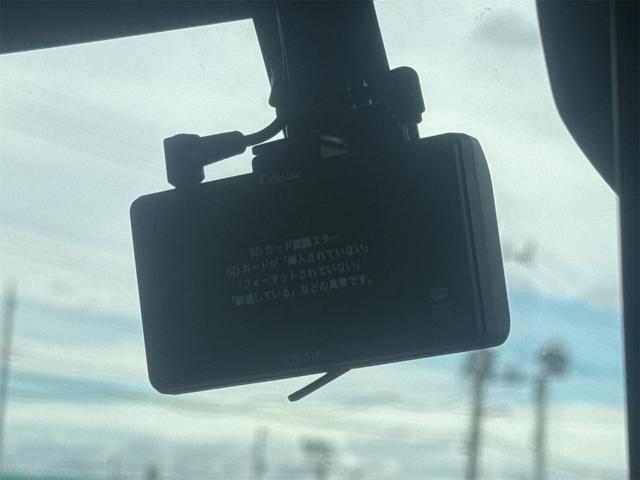 Cellstar
SDカード認識エラー
SDカードが「挿入されていない」
「フォーマットされていない」
「破損している」などの異常です。